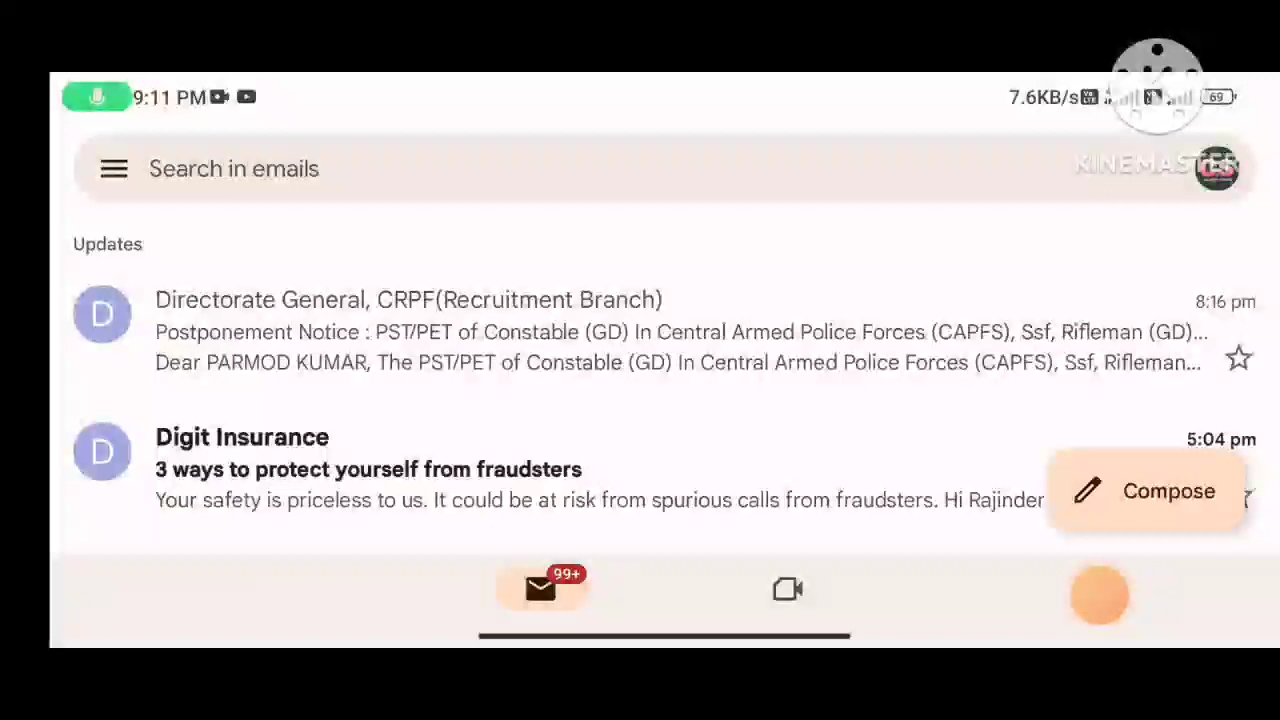 9:11 PM
7.6KB/s
69
Search in emails
KINEMASTER
Updates
D
Directorate General, CRPF(Recruitment Branch)
8:16 pm
Postponement Notice : PST/PET of Constable (GD) In Central Armed Police Forces (CAPFS), Ssf, Rifleman (GD)...
Dear PARMOD KUMAR, The PST/PET of Constable (GD) In Central Armed Police Forces (CAPFS), Ssf, Rifleman...
D
Digit Insurance
5:04 pm
3 ways to protect yourself from fraudsters
Your safety is priceless to us. It could be at risk from spurious calls from fraudsters. Hi Rajinder
Compose
99+